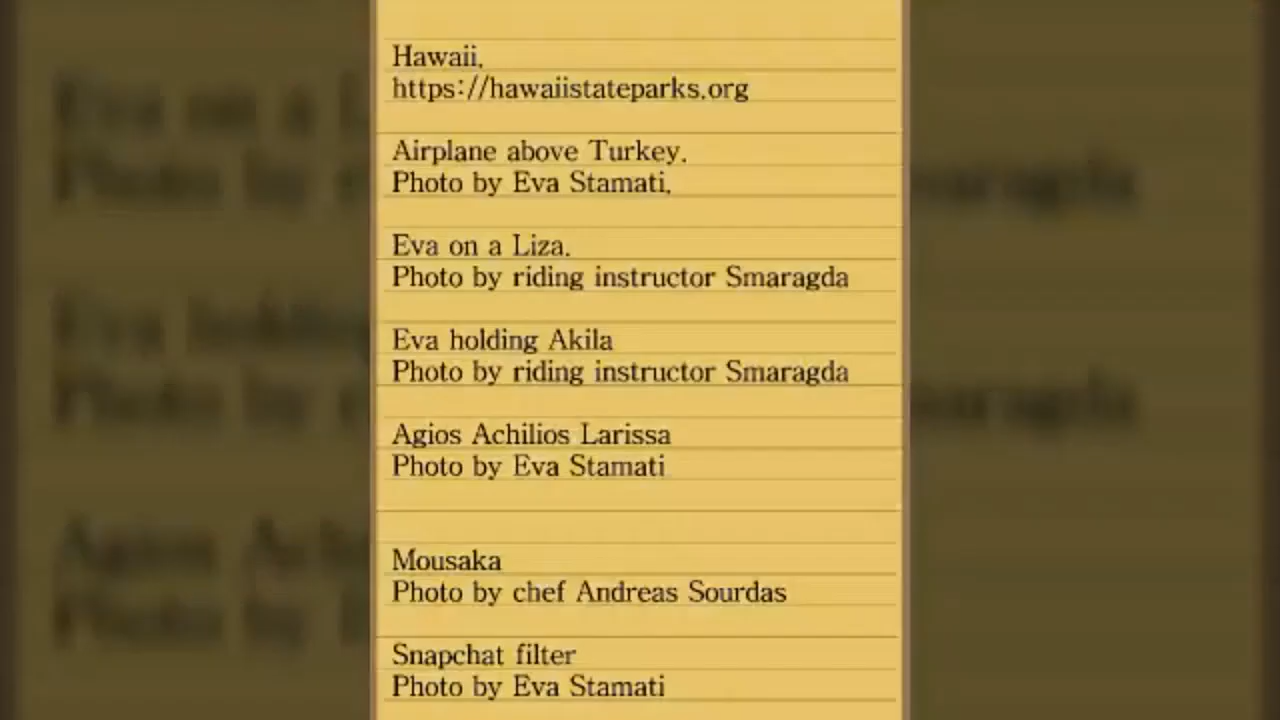 Hawaii,
https://hawaiistateparks.org
Airplane above Turkey.
Photo by Eva Stamati,
Eva on a Liza.
Photo by riding instructor Smaragda
Eva holding Akila
Photo by riding instructor Smaragda
Agios Achilios Larissa
Photo by Eva Stamati
Mousaka
Photo by chef Andreas Sourdas
Snapchat filter
Photo by Eva Stamati